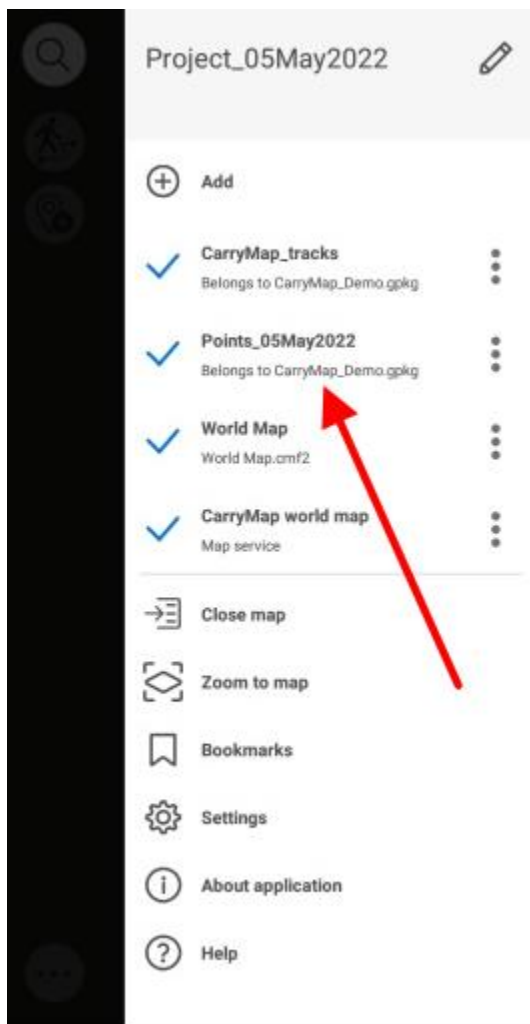 Project_05May2022
Add
CarryMap_tracks
Belongs to CarryMap_Demo.gpkg
Points_05May2022
Belongs to CarryMap_Demo.gpkg
World Map
World Map.cmf2
CarryMap world map
Map service
Close map
Zoom to map
Bookmarks
Settings
About application
Help